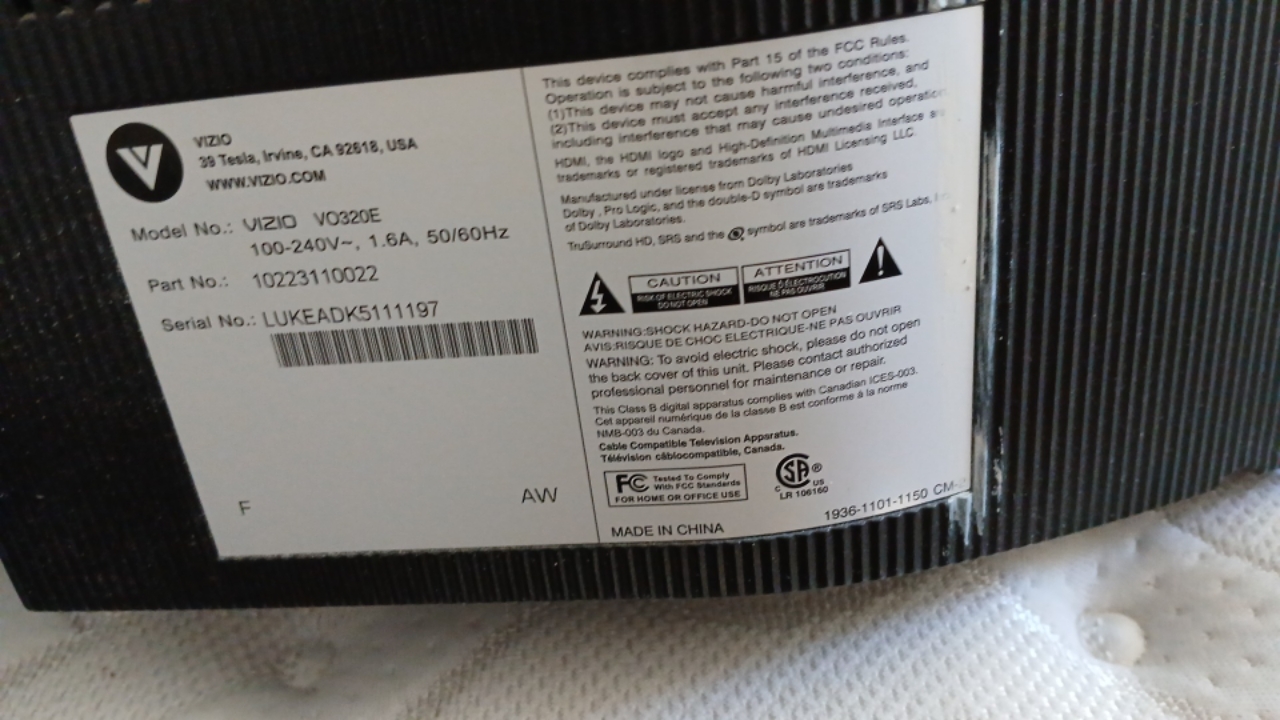 VIZIO
39 Tesla, Irvine, CA 92618, USA
WWW.VIZIO.COM
Model No.: VIZIO VO320E
100-240V~, 1.6A, 50/60Hz
Part No.: 10223110022
Serial No.: LUKEADK5111197
F
AW
This device complies with Part 15 of the FCC Rules.
Operation is subject to the following two conditions:
(1)This device may not cause harmful interference, and
(2)This device must accept any interference received,
including interference that may cause undesired operation
HDMI, the HDMI logo and High-Definition Multimedia Interface
trademarks or registered trademarks of HDMI Licensing LLC
Manufactured under license from Dolby Laboratories
Dolby , Pro Logic, and the double-D symbol are trademarks
of Dolby Laboratories.
TruSurround HD, SRS and the symbol are trademarks of SRS Labs,
CAUTION
RISK OF ELECTRIC SHOCK
DO NOT OPEN
ATTENTION
RISQUE D'ÉLECTROCUTION
NE PAS OUVRIR
WARNING:SHOCK HAZARD-DO NOT OPEN
AVIS:RISQUE DE CHOC ELECTRIQUE-NE PAS OUVRIR
WARNING: To avoid electric shock, please do not open
the back cover of this unit. Please contact authorized
professional personnel for maintenance or repair.
This Class B digital apparatus complies with Canadian ICES-003.
Cet appareil numérique de la classe B est conforme à la norme
NMB-003 du Canada.
Cable Compatible Television Apparatus.
Télévision câblocompatible, Canada.
FC Tested To Comply
With FCC Standards
FOR HOME OR OFFICE USE
C SA ® US
LR 106160
MADE IN CHINA
1936-1101-1150 CM-